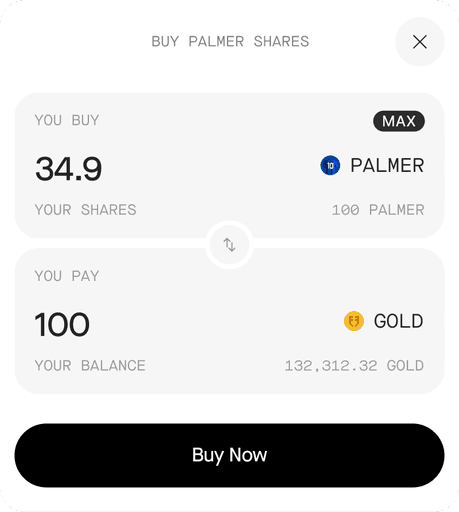 BUY PALMER SHARES
YOU BUY MAX
34.9 10 PALMER
YOUR SHARES 100 PALMER
YOU PAY
100 GOLD
YOUR BALANCE 132,312.32 GOLD
Buy Now